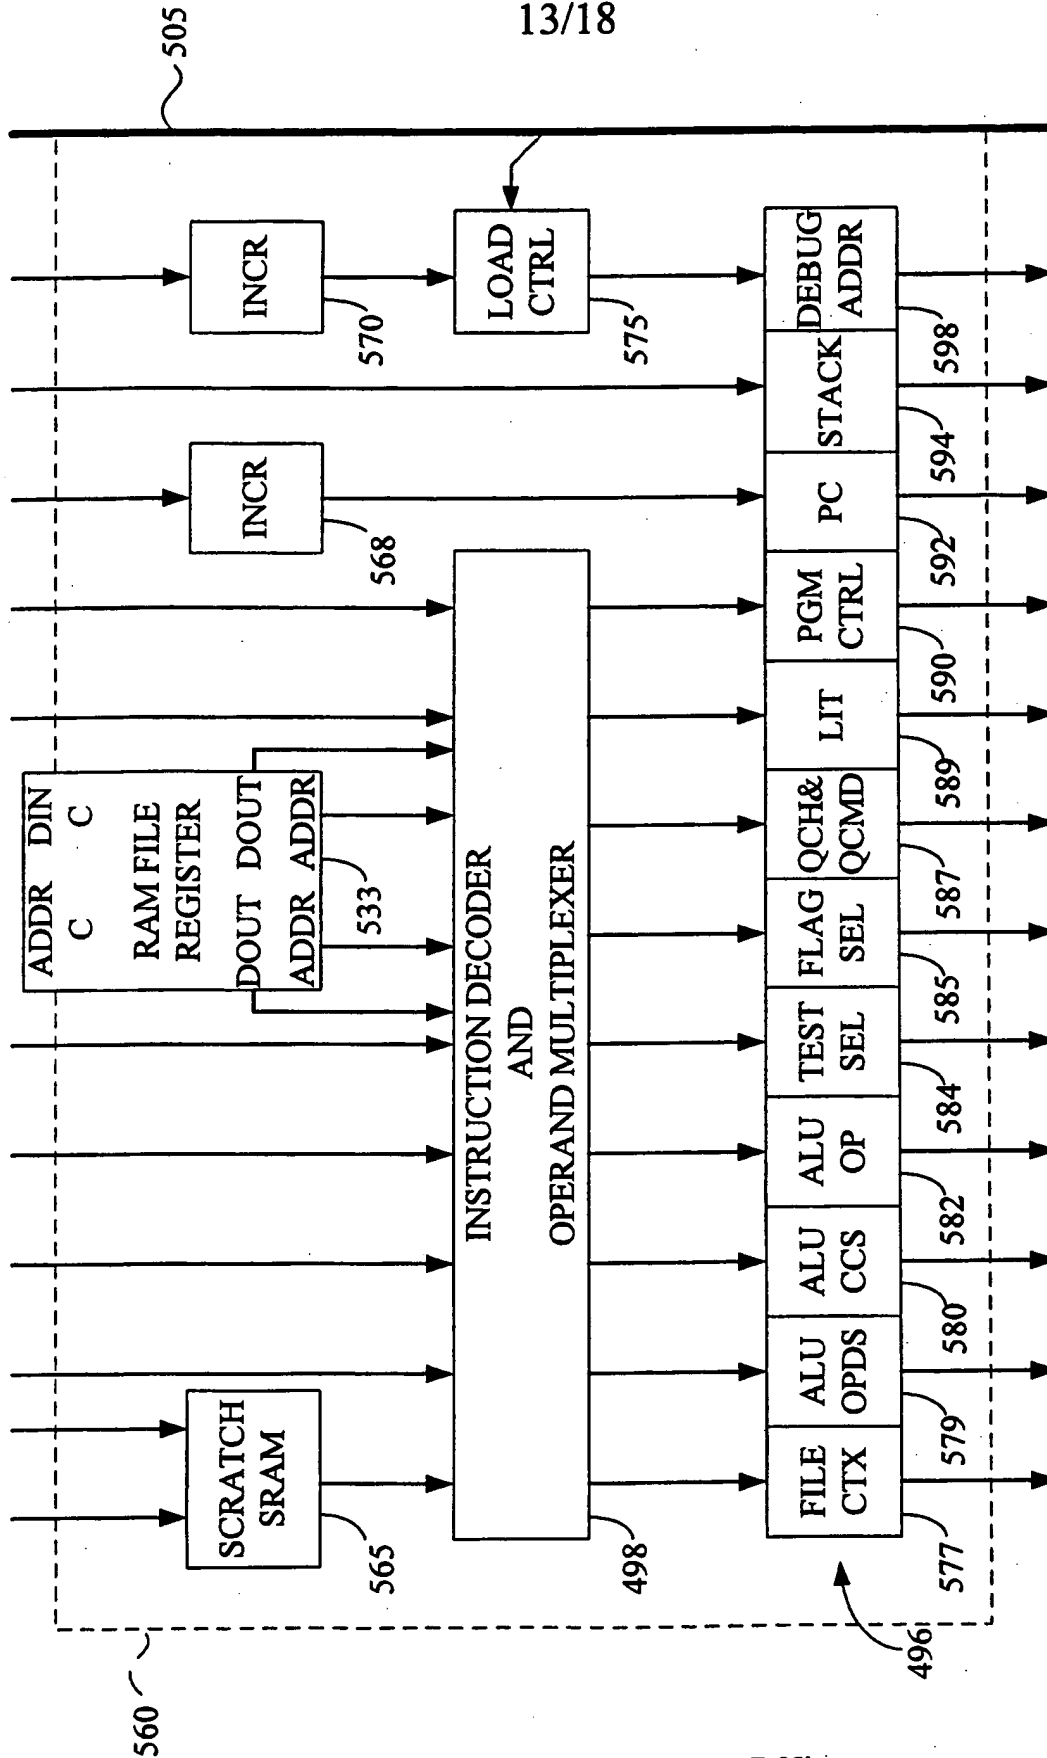 13/18
505
560
ADDR DIN
C C
RAM FILE
REGISTER
DOUT DOUT
ADDR ADDR
533
SCRATCH
SRAM
565
INCR
568
INCR
570
INSTRUCTION DECODER
AND
OPERAND MULTIPLEXER
498
LOAD
CTRL
575
FILE
CTX
577
ALU
OPDS
579
ALU
CCS
580
ALU
OP
582
TEST
SEL
584
FLAG
SEL
585
QCH&
QCMD
587
LIT
589
PGM
CTRL
590
PC
592
STACK
594
DEBUG
ADDR
598
496